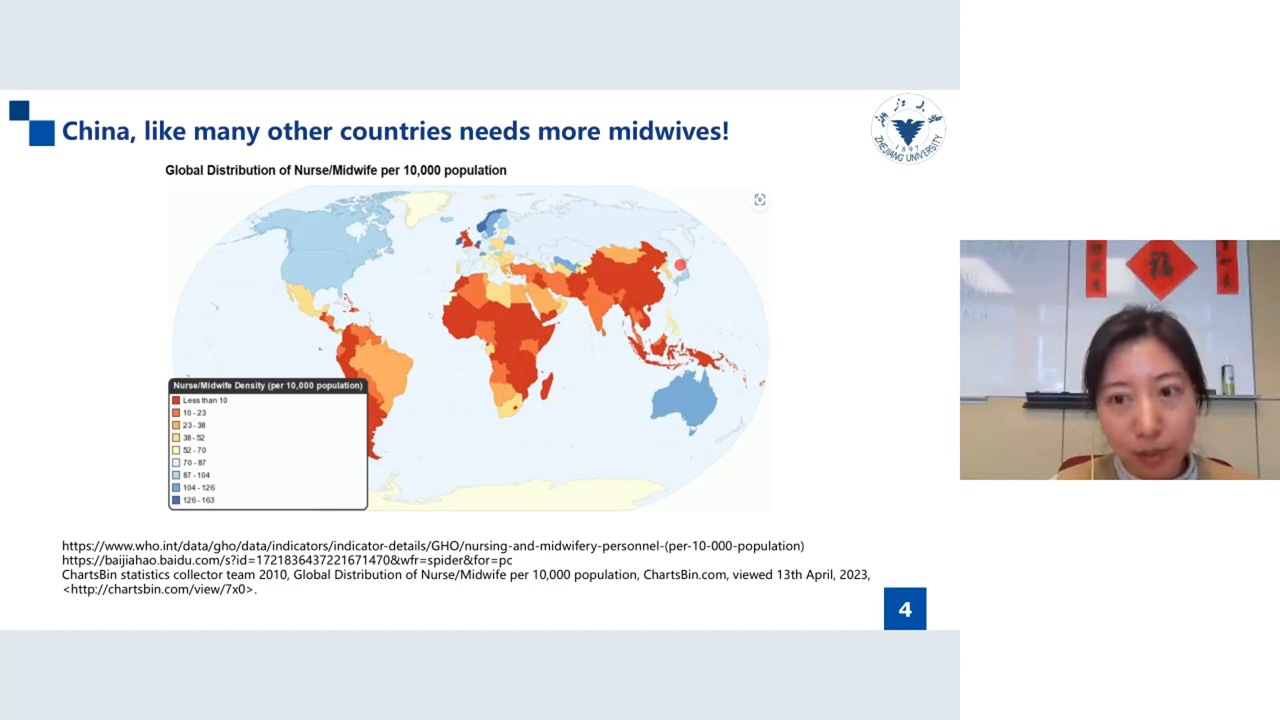 China, like many other countries needs more midwives!
ZHEJIANG UNIVERSITY
1897
Global Distribution of Nurse/Midwife per 10,000 population
Nurse/Midwife Density (per 10,000 population)
Less than 10
10 - 23
23 - 38
38 - 52
52 - 70
70 - 87
87 - 104
104 - 126
126 - 163
https://www.who.int/data/gho/data/indicators/indicator-details/GHO/nursing-and-midwifery-personnel-(per-10-000-population)
https://baijiahao.baidu.com/s?id=1721836437221671470&wfr=spider&for=pc
ChartsBin statistics collector team 2010, Global Distribution of Nurse/Midwife per 10,000 population, ChartsBin.com, viewed 13th April, 2023,
<http://chartsbin.com/view/7x0>.
4
福